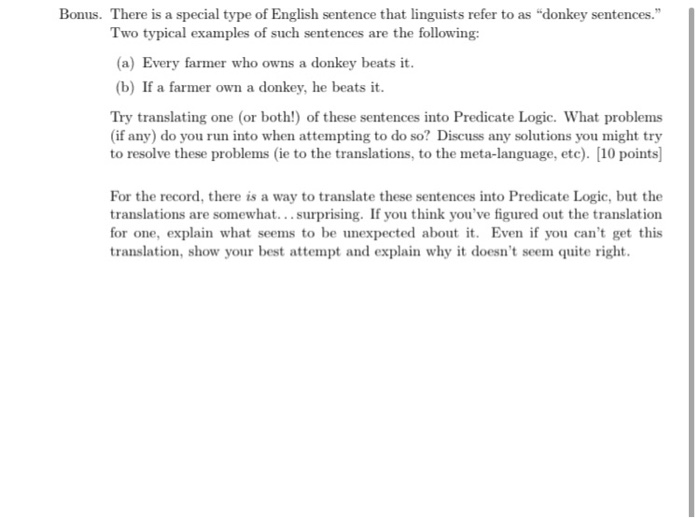 Bonus. There is a special type of English sentence that linguists refer to as “donkey sentences.”
Two typical examples of such sentences are the following:
(a) Every farmer who owns a donkey beats it.
(b) If a farmer own a donkey, he beats it.
Try translating one (or both!) of these sentences into Predicate Logic. What problems
(if any) do you run into when attempting to do so? Discuss any solutions you might try
to resolve these problems (ie to the translations, to the meta-language, etc). [10 points]
For the record, there is a way to translate these sentences into Predicate Logic, but the
translations are somewhat... surprising. If you think you’ve figured out the translation
for one, explain what seems to be unexpected about it. Even if you can’t get this
translation, show your best attempt and explain why it doesn’t seem quite right.